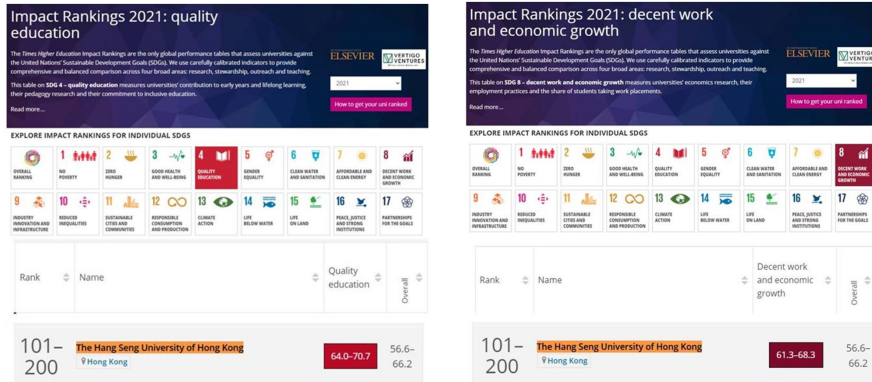 Impact Rankings 2021: quality
education
The Times Higher Education Impact Rankings are the only global performance tables that assess universities against
the United Nations' Sustainable Development Goals (SDGs). We use carefully calibrated indicators to provide
comprehensive and balanced comparison across four broad areas: research, stewardship, outreach and teaching.
This table on SDG 4 – quality education measures universities' contribution to early years and lifelong learning,
their pedagogy research and their commitment to inclusive education.
Read more...
ELSEVIER
VERTIGO
VENTURES
2021
How to get your uni ranked
EXPLORE IMPACT RANKINGS FOR INDIVIDUAL SDGS
OVERALL
RANKING
1
NO
POVERTY
2
ZERO
HUNGER
3
GOOD HEALTH
AND WELL-BEING
4
QUALITY
EDUCATION
5
GENDER
EQUALITY
6
CLEAN WATER
AND SANITATION
7
AFFORDABLE AND
CLEAN ENERGY
8
DECENT WORK
AND ECONOMIC
GROWTH
9
INDUSTRY
INNOVATION AND
INFRASTRUCTURE
10
REDUCED
INEQUALITIES
11
SUSTAINABLE
CITIES AND
COMMUNITIES
12
RESPONSIBLE
CONSUMPTION
AND PRODUCTION
13
CLIMATE
ACTION
14
LIFE
BELOW WATER
15
LIFE
ON LAND
16
PEACE, JUSTICE
AND STRONG
INSTITUTIONS
17
PARTNERSHIPS
FOR THE GOALS
Rank
Name
Quality
education
Overall
101–
200
The Hang Seng University of Hong Kong
Hong Kong
64.0–70.7
56.6–
66.2
Impact Rankings 2021: decent work
and economic growth
The Times Higher Education Impact Rankings are the only global performance tables that assess universities against
the United Nations' Sustainable Development Goals (SDGs). We use carefully calibrated indicators to provide
comprehensive and balanced comparison across four broad areas: research, stewardship, outreach and teaching.
This table on SDG 8 – decent work and economic growth measures universities' economics research, their
employment practices and the share of students taking work placements.
Read more...
ELSEVIER
VERTIGO
VENTURES
2021
How to get your uni ranked
EXPLORE IMPACT RANKINGS FOR INDIVIDUAL SDGS
OVERALL
RANKING
1
NO
POVERTY
2
ZERO
HUNGER
3
GOOD HEALTH
AND WELL-BEING
4
QUALITY
EDUCATION
5
GENDER
EQUALITY
6
CLEAN WATER
AND SANITATION
7
AFFORDABLE AND
CLEAN ENERGY
8
DECENT WORK
AND ECONOMIC
GROWTH
9
INDUSTRY
INNOVATION AND
INFRASTRUCTURE
10
REDUCED
INEQUALITIES
11
SUSTAINABLE
CITIES AND
COMMUNITIES
12
RESPONSIBLE
CONSUMPTION
AND PRODUCTION
13
CLIMATE
ACTION
14
LIFE
BELOW WATER
15
LIFE
ON LAND
16
PEACE, JUSTICE
AND STRONG
INSTITUTIONS
17
PARTNERSHIPS
FOR THE GOALS
Rank
Name
Decent work
and economic
growth
Overall
101–
200
The Hang Seng University of Hong Kong
Hong Kong
61.3–68.3
56.6–
66.2